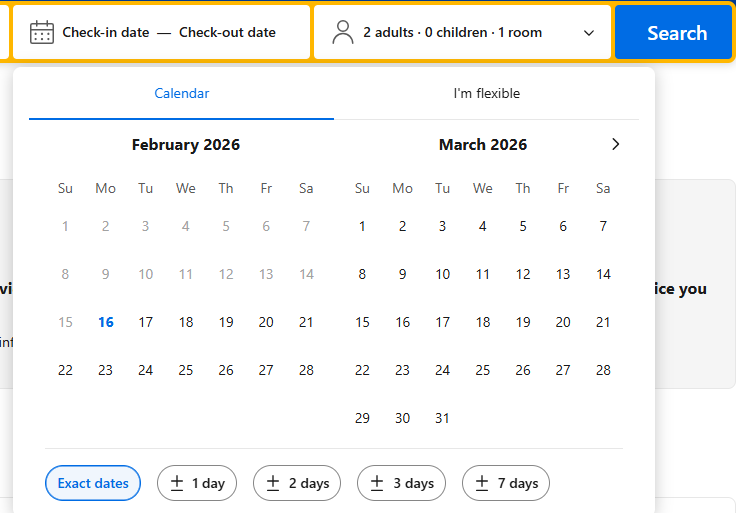 Check-in date — Check-out date
2 adults · 0 children · 1 room
Search
Calendar
I'm flexible
February 2026
March 2026
Su Mo Tu We Th Fr Sa
1 2 3 4 5 6 7
8 9 10 11 12 13 14
15 16 17 18 19 20 21
22 23 24 25 26 27 28
Su Mo Tu We Th Fr Sa
1 2 3 4 5 6 7
8 9 10 11 12 13 14
15 16 17 18 19 20 21
22 23 24 25 26 27 28
29 30 31
ice you
Exact dates
± 1 day
± 2 days
± 3 days
± 7 days